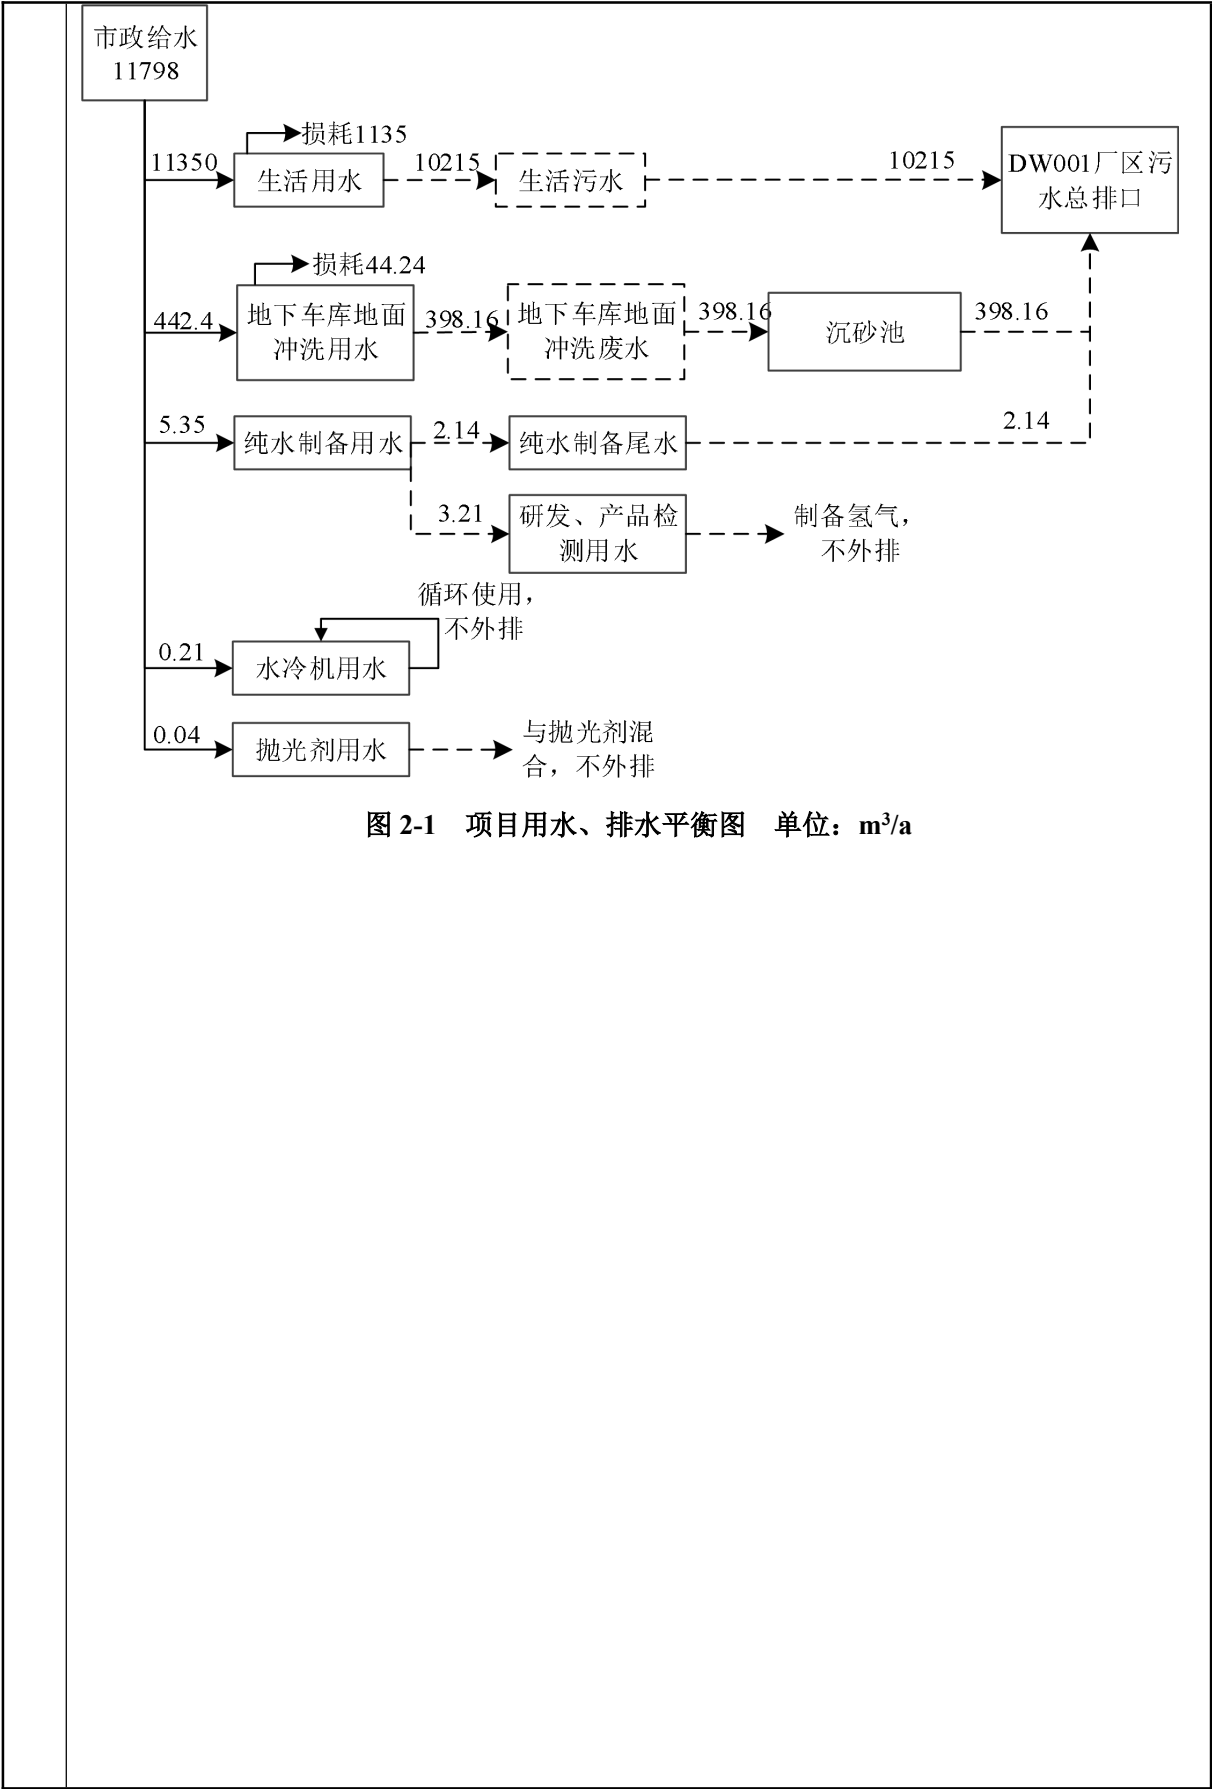 市政给水
11798
损耗1135
11350
生活用水
10215
生活污水
10215
DW001厂区污
水总排口
损耗44.24
442.4
地下车库地面
冲洗用水
398.16
地下车库地面
冲洗废水
398.16
沉砂池
398.16
5.35
纯水制备用水
2.14
纯水制备尾水
2.14
3.21
研发、产品检
测用水
制备氢气，
不外排
循环使用，
不外排
0.21
水冷机用水
0.04
抛光剂用水
与抛光剂混
合，不外排
图 2-1 项目用水、排水平衡图 单位：m³/a